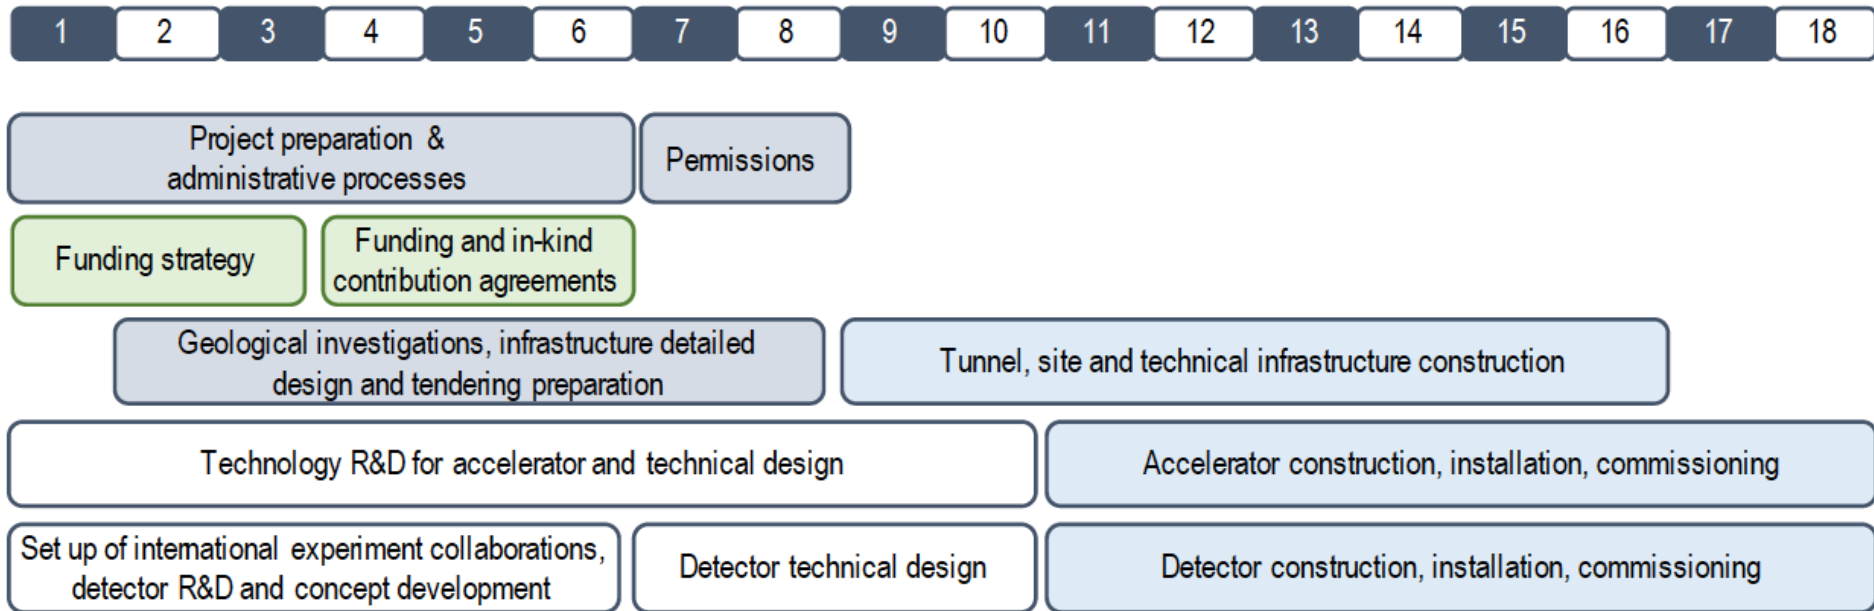 1 2 3 4 5 6 7 8 9 10 11 12 13 14 15 16 17 18
Project preparation &
administrative processes
Permissions
Funding strategy
Funding and in-kind
contribution agreements
Geological investigations, infrastructure detailed
design and tendering preparation
Tunnel, site and technical infrastructure construction
Technology R&D for accelerator and technical design
Accelerator construction, installation, commissioning
Set up of international experiment collaborations,
detector R&D and concept development
Detector technical design
Detector construction, installation, commissioning